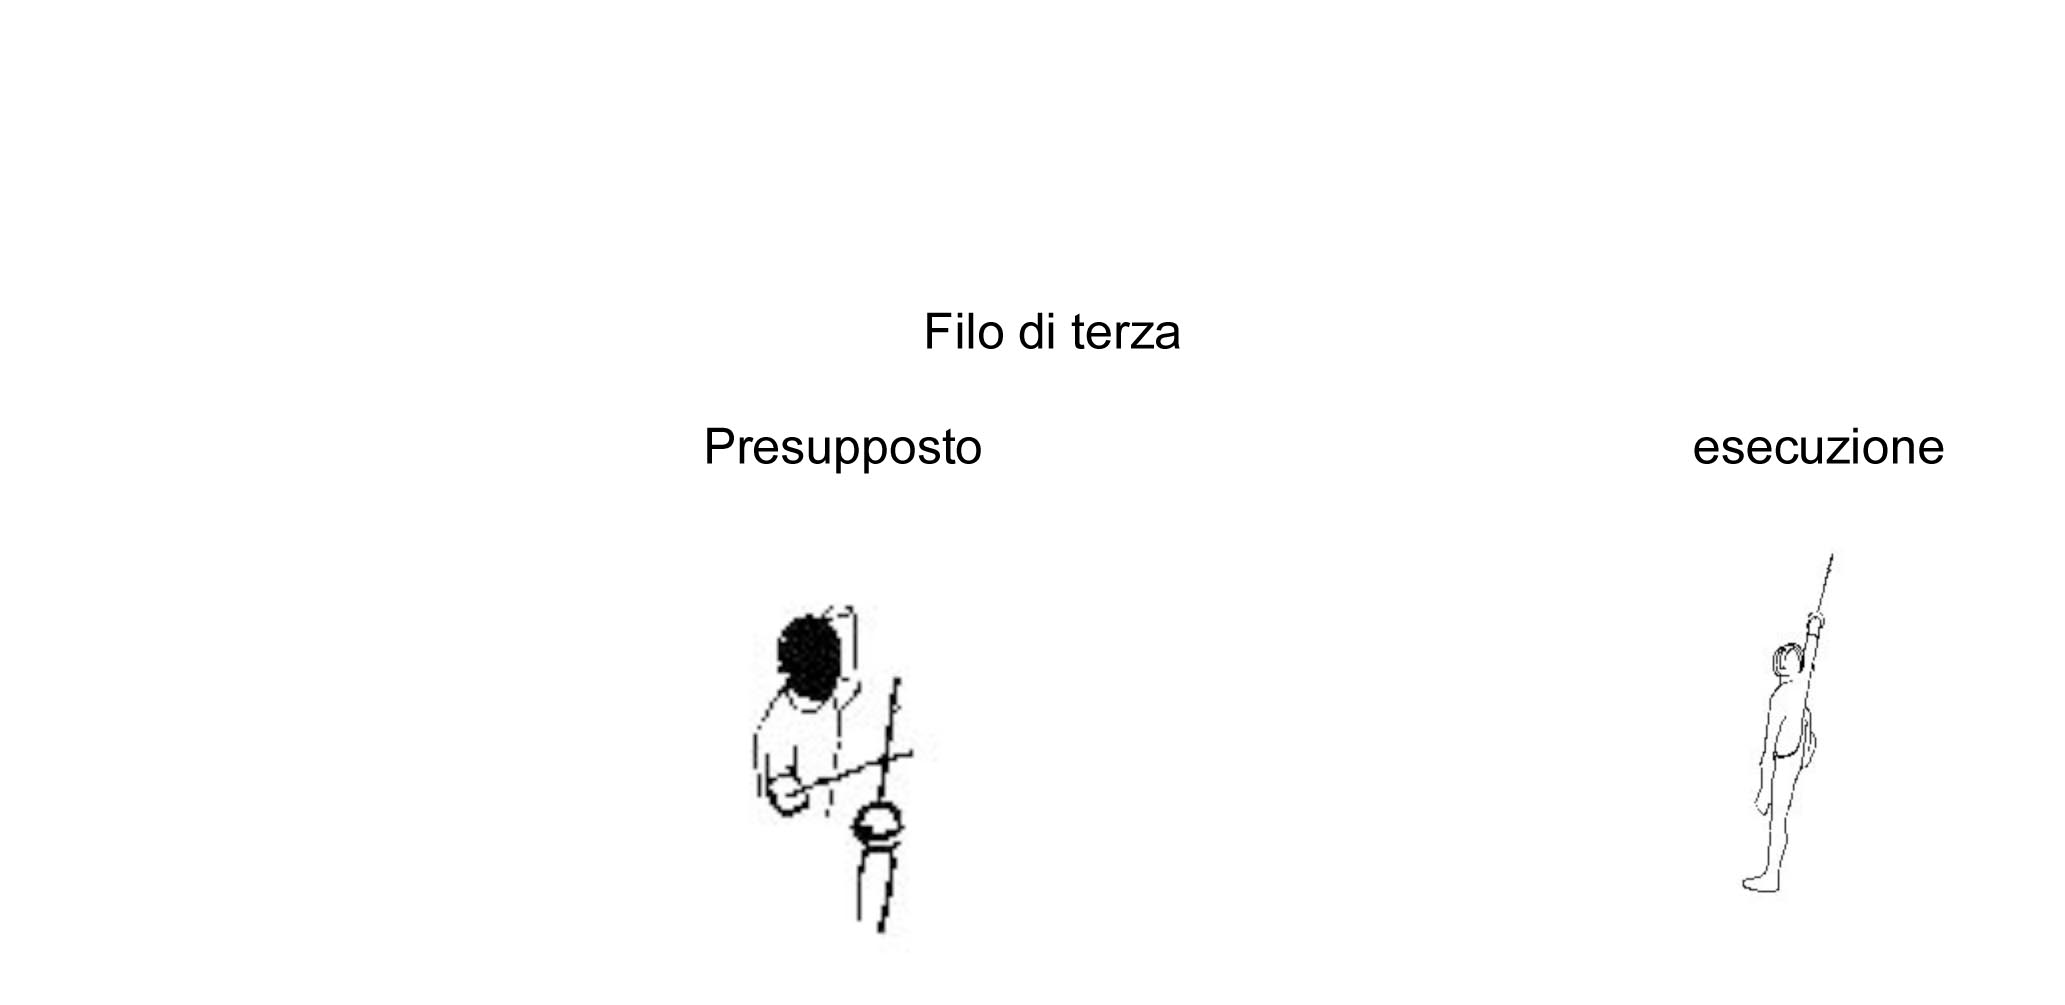 Filo di terza
Presupposto
esecuzione